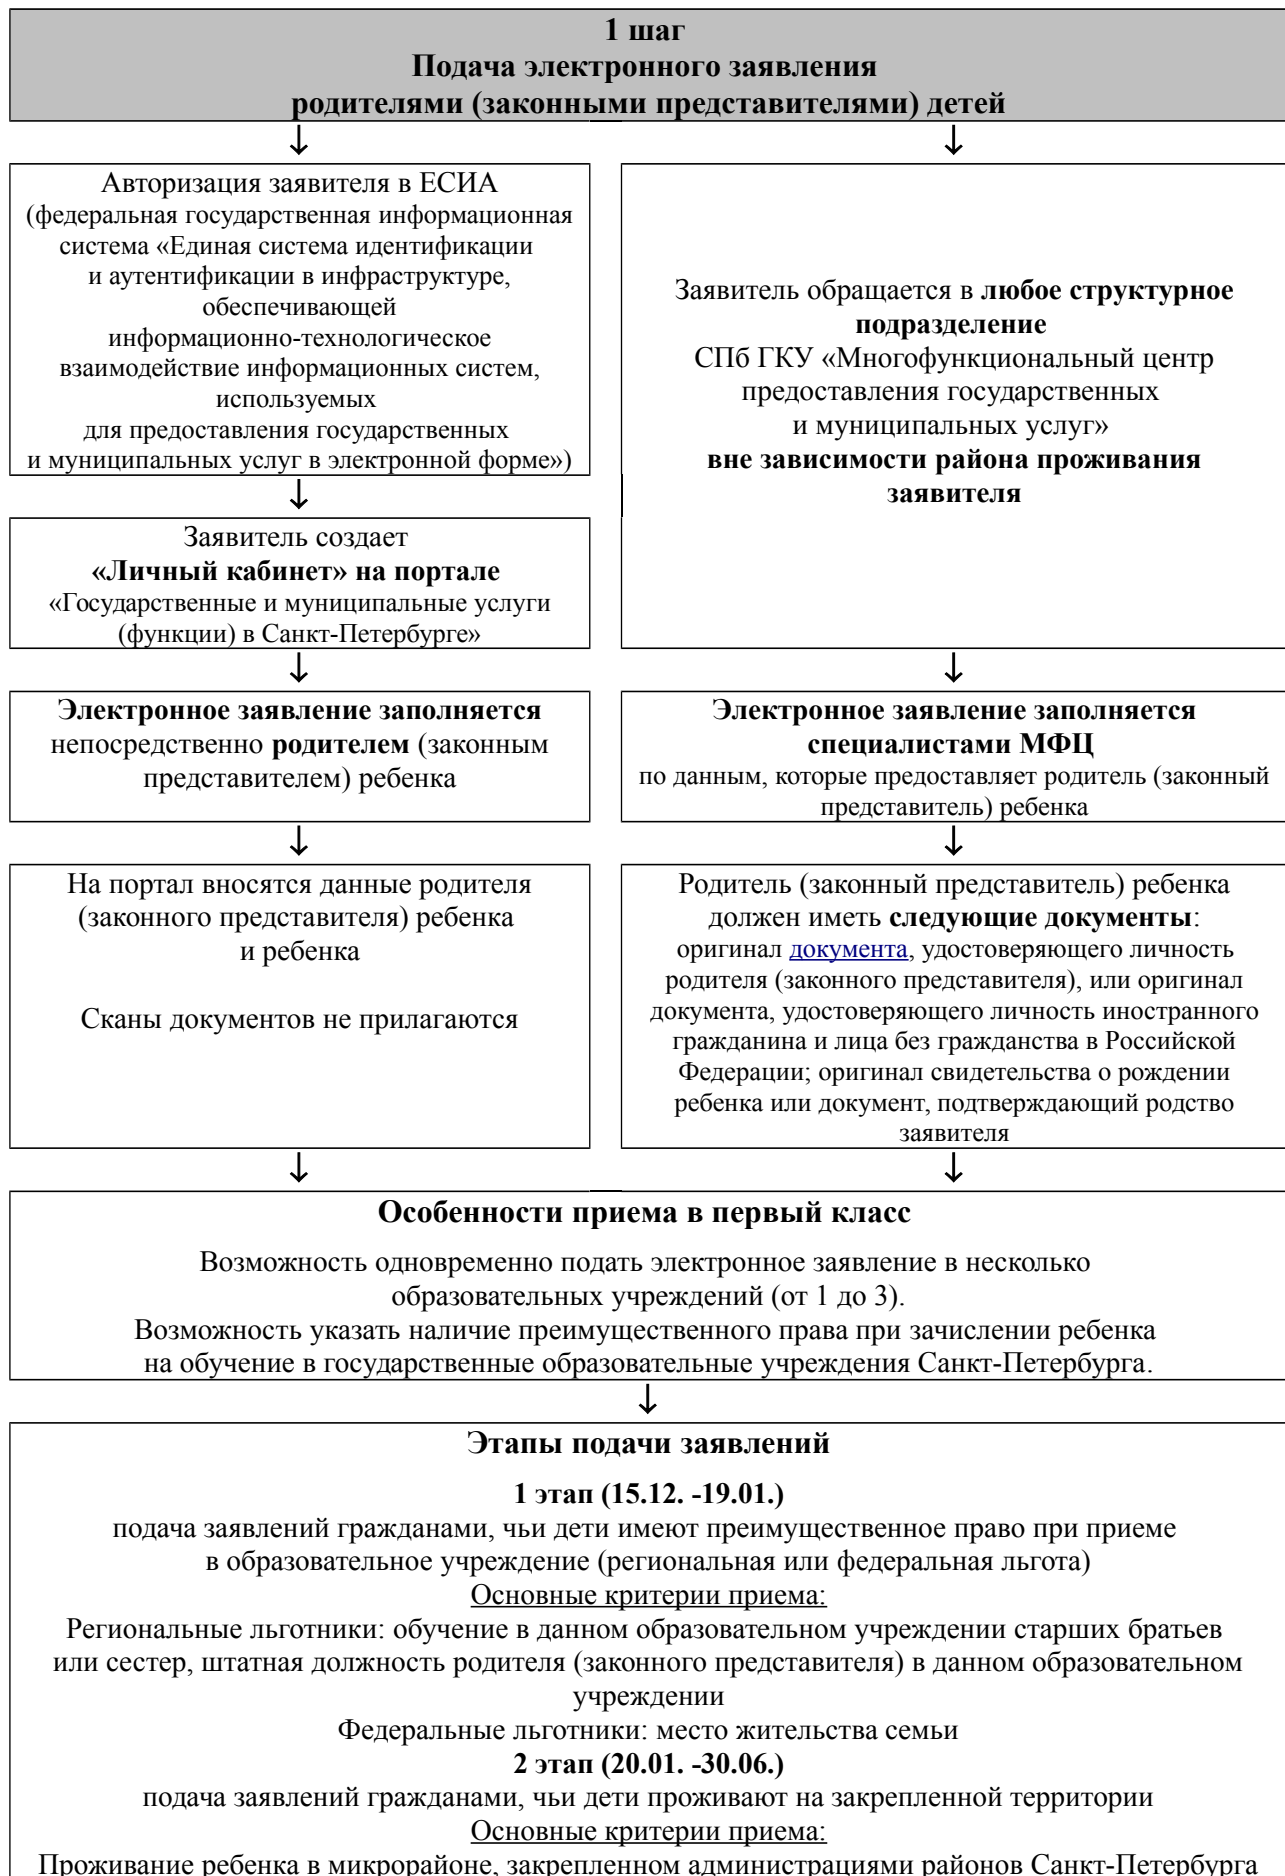 1 шаг
Подача электронного заявления
родителями (законными представителями) детей
Авторизация заявителя в ЕСИА
(федеральная государственная информационная
система «Единая система идентификации
и аутентификации в инфраструктуре,
обеспечивающей
информационно-технологическое
взаимодействие информационных систем,
используемых
для предоставления государственных
и муниципальных услуг в электронной форме»)
Заявитель создает
«Личный кабинет» на портале
«Государственные и муниципальные услуги
(функции) в Санкт-Петербурге»
Электронное заявление заполняется
непосредственно родителем (законным
представителем) ребенка
На портал вносятся данные родителя
(законного представителя) ребенка
и ребенка
Сканы документов не прилагаются
Заявитель обращается в любое структурное
подразделение
СПб ГКУ «Многофункциональный центр
предоставления государственных
и муниципальных услуг»
вне зависимости района проживания
заявителя
Электронное заявление заполняется
специалистами МФЦ
по данным, которые предоставляет родитель (законный
представитель) ребенка
Родитель (законный представитель) ребенка
должен иметь следующие документы:
оригинал документа, удостоверяющего личность
родителя (законного представителя), или оригинал
документа, удостоверяющего личность иностранного
гражданина и лица без гражданства в Российской
Федерации; оригинал свидетельства о рождении
ребенка или документ, подтверждающий родство
заявителя
Особенности приема в первый класс
Возможность одновременно подать электронное заявление в несколько
образовательных учреждений (от 1 до 3).
Возможность указать наличие преимущественного права при зачислении ребенка
на обучение в государственные образовательные учреждения Санкт-Петербурга.
Этапы подачи заявлений
1 этап (15.12. -19.01.)
подача заявлений гражданами, чьи дети имеют преимущественное право при приеме
в образовательное учреждение (региональная или федеральная льгота)
Основные критерии приема:
Региональные льготники: обучение в данном образовательном учреждении старших братьев
или сестер, штатная должность родителя (законного представителя) в данном образовательном
учреждении
Федеральные льготники: место жительства семьи
2 этап (20.01. -30.06.)
подача заявлений гражданами, чьи дети проживают на закрепленной территории
Основные критерии приема:
Проживание ребенка в микрорайоне, закрепленном администрациями районов Санкт-Петербурга